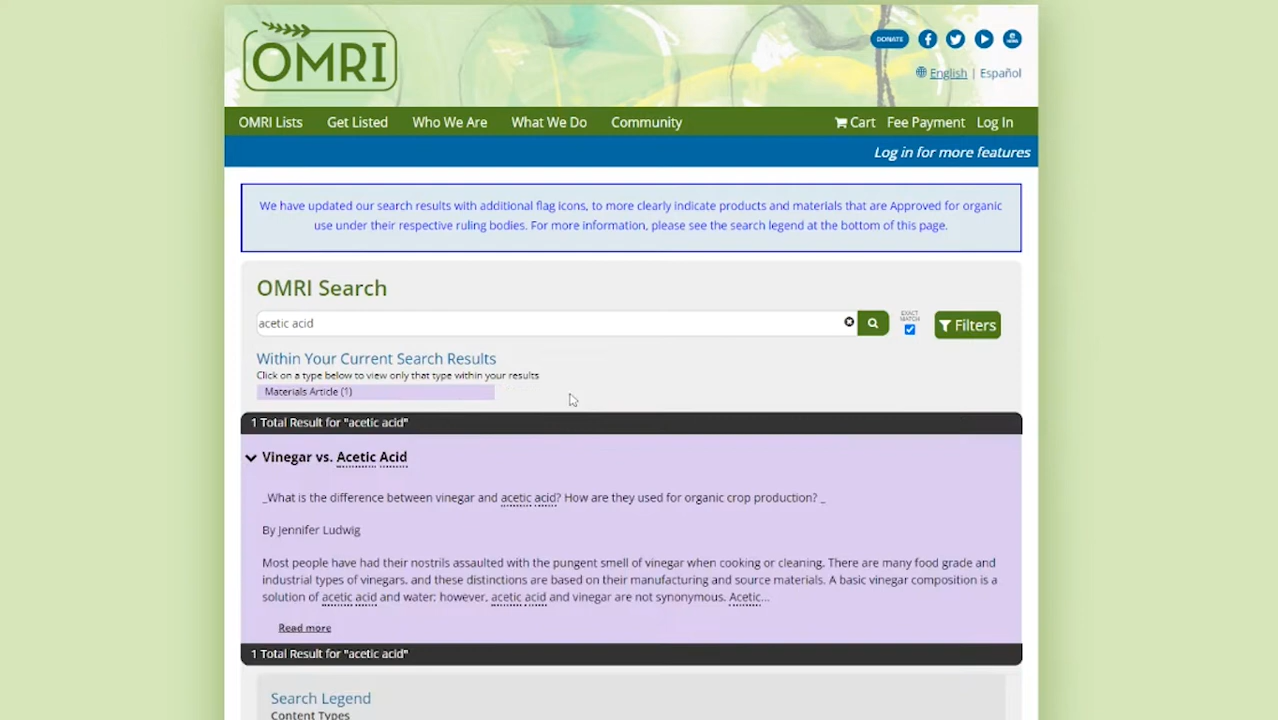 OMRI
DONATE
English | Español
OMRI Lists Get Listed Who We Are What We Do Community Cart Fee Payment Log In
Log in for more features
We have updated our search results with additional flag icons, to more clearly indicate products and materials that are Approved for organic
use under their respective ruling bodies. For more information, please see the search legend at the bottom of this page.
OMRI Search
acetic acid
EXACT
MATCH
Filters
Within Your Current Search Results
Click on a type below to view only that type within your results
Materials Article (1)
1 Total Result for "acetic acid"
Vinegar vs. Acetic Acid
_What is the difference between vinegar and acetic acid? How are they used for organic crop production? _
By Jennifer Ludwig
Most people have had their nostrils assaulted with the pungent smell of vinegar when cooking or cleaning. There are many food grade and
industrial types of vinegars, and these distinctions are based on their manufacturing and source materials. A basic vinegar composition is a
solution of acetic acid and water; however, acetic acid and vinegar are not synonymous. Acetic...
Read more
1 Total Result for "acetic acid"
Search Legend
Content Types